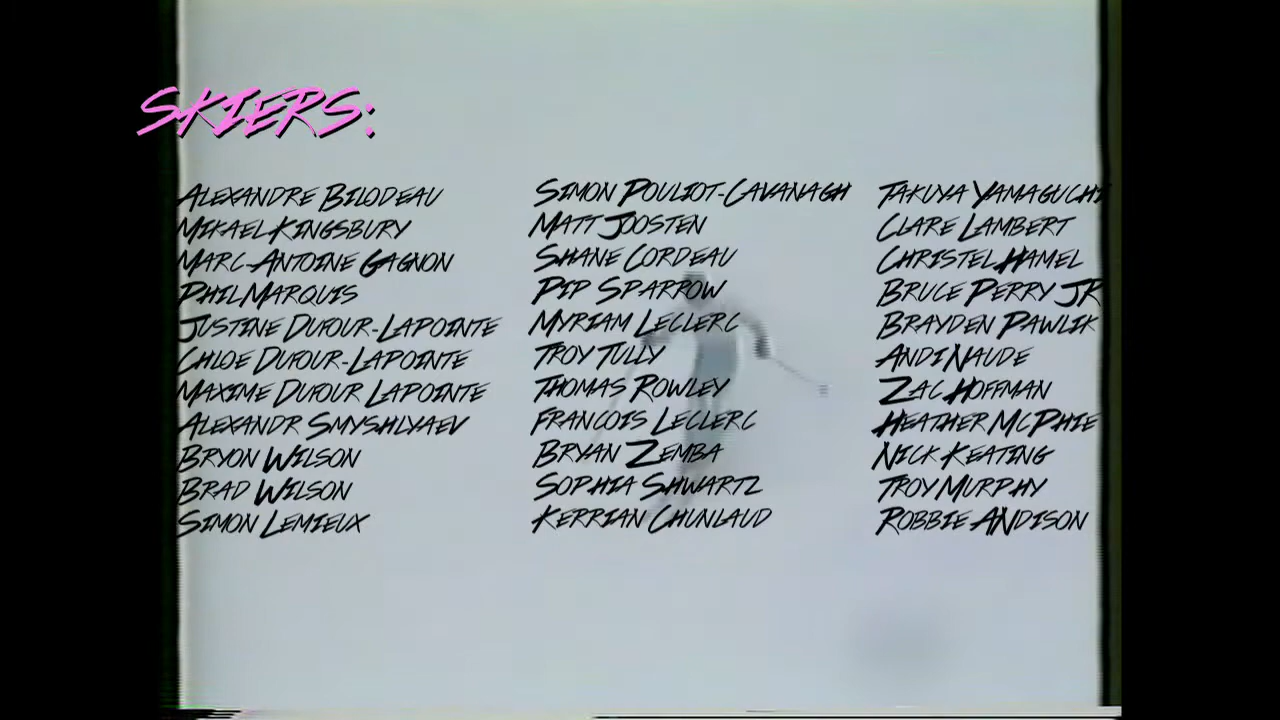 SKIERS:
ALEXANDRE BILODEAU
MIKAEL KINGSBURY
MARC-ANTOINE GAGNON
PHIL MARQUIS
JUSTINE DUFOUR-LAPOINTE
CHLOE DUFOUR-LAPOINTE
MAXIME DUFOUR LAPOINTE
ALEXANDR SMYSHLYAEV
BRYON WILSON
BRAD WILSON
SIMON LEMIEUX
SIMON POULIOT-CAVANAGH
MATT JOOSTEN
SHANE CORDEAU
PIP SPARROW
MYRIAM LECLERC
TROY TULLY
THOMAS ROWLEY
FRANCOIS LECLERC
BRYAN ZEMBA
SOPHIA SHWARTZ
KERRIAN CHUNLAUD
TAKUYA YAMAGUCHI
CLARE LAMBERT
CHRISTEL HAMEL
BRUCE PERRY JR
BRAYDEN PAWLIK
ANDI NAUDE
ZAC HOFFMAN
HEATHER MCPHIE
NICK KEATING
TROY MURPHY
ROBBIE ANDISON